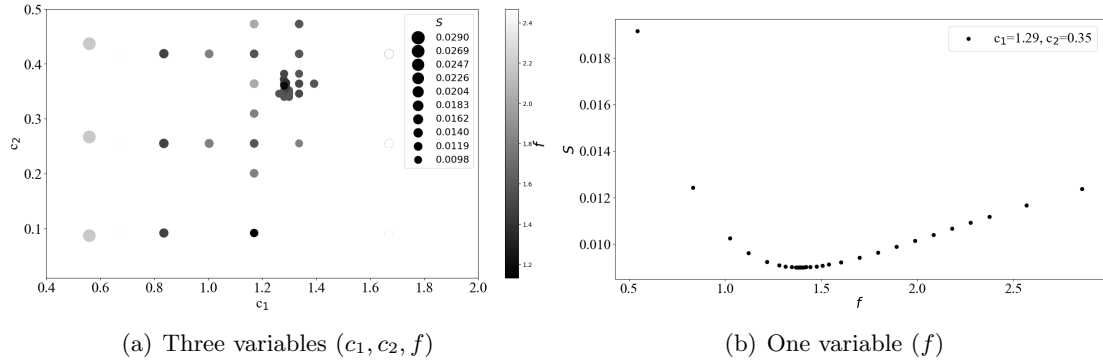 0.5
0.4
0.3
0.2
0.1
c₂
0.4 0.6 0.8 1.0 1.2 1.4 1.6 1.8 2.0
c₁
S
0.0290
0.0269
0.0247
0.0226
0.0204
0.0183
0.0162
0.0140
0.0119
0.0098
2.4
2.2
2.0
1.8
1.6
1.4
1.2
f
(a) Three variables (c₁, c₂, f)
0.018
0.016
0.014
0.012
0.010
S
c₁=1.29, c₂=0.35
0.5 1.0 1.5 2.0 2.5
f
(b) One variable (f)